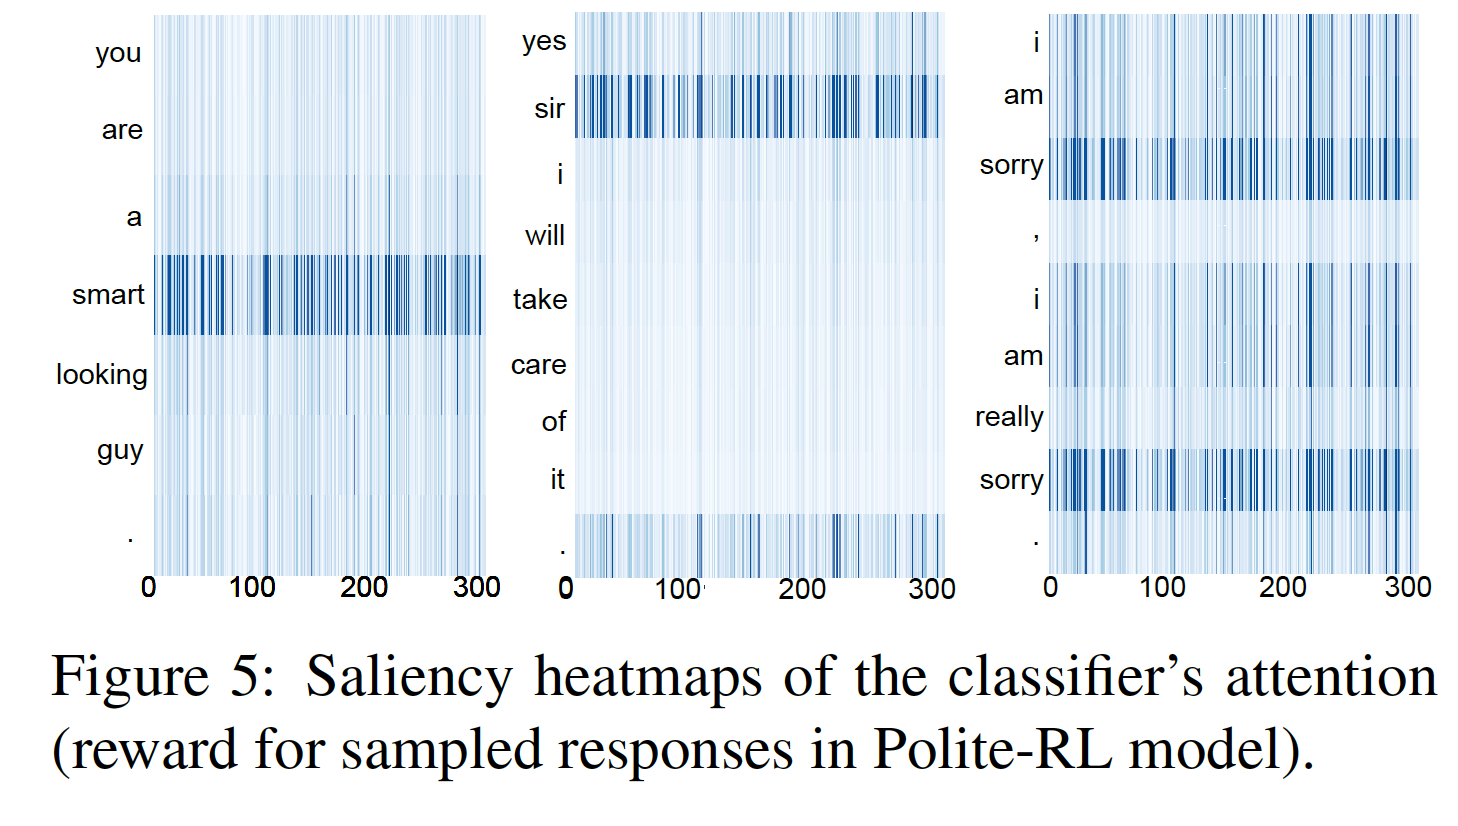 you
are
a
smart
looking
guy
.
0 100 200 300
yes
sir
i
will
take
care
of
it
.
0 100 200 300
i
am
sorry
,
i
am
really
sorry
.
0 100 200 300
Figure 5: Saliency heatmaps of the classifier's attention
(reward for sampled responses in Polite-RL model).